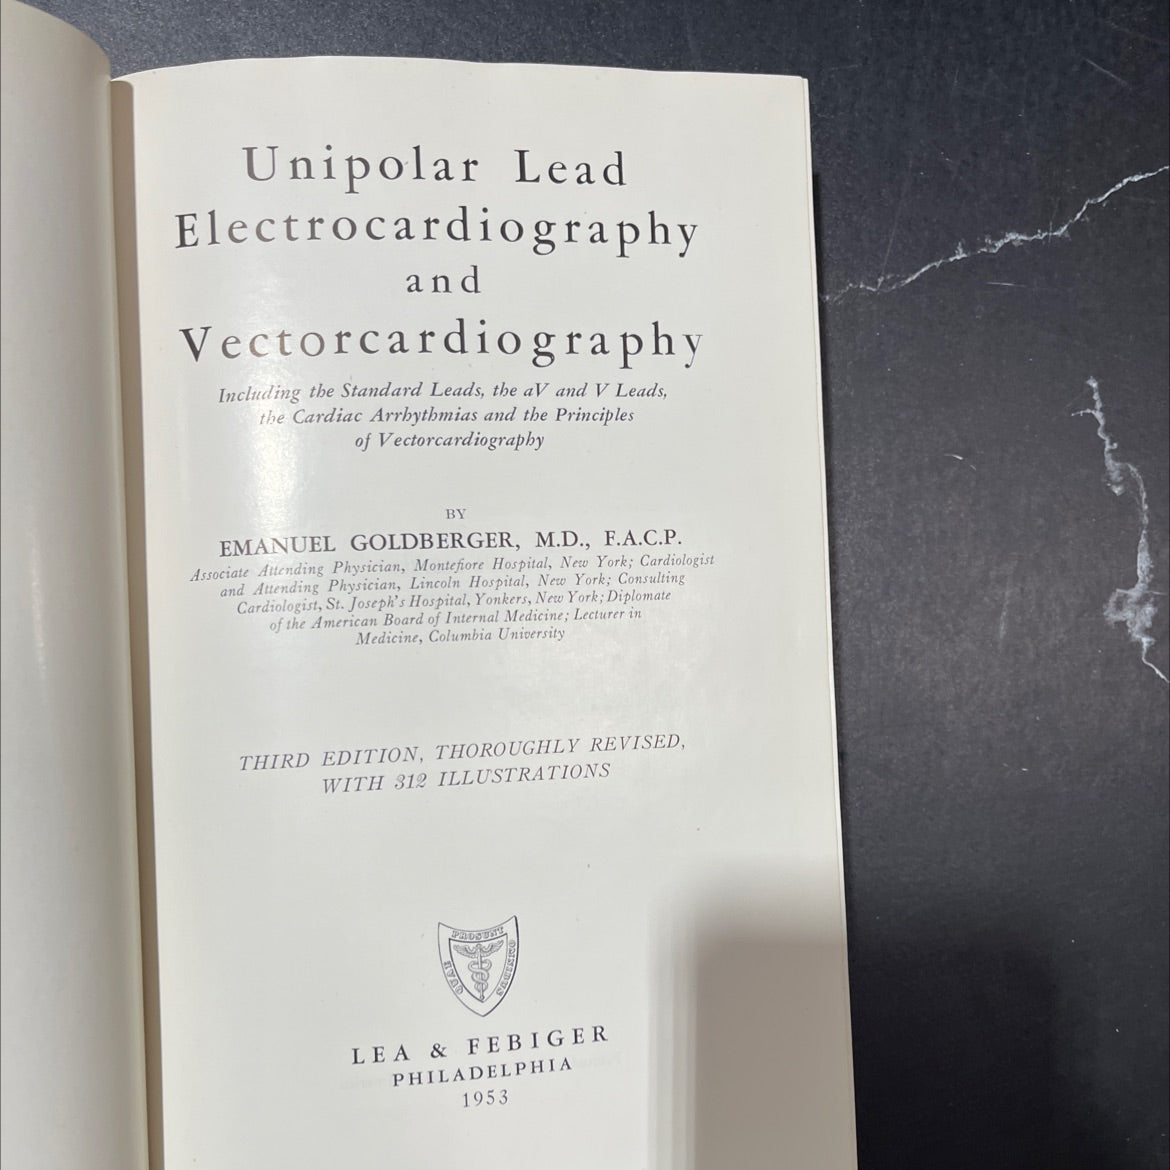 Unipolar Lead
Electrocardiography
and
Vectorcardiography
Including the Standard Leads, the aV and V Leads,
the Cardiac Arrhythmias and the Principles
of Vectorcardiography
BY
EMANUEL GOLDBERGER, M.D., F.A.C.P.
Associate Attending Physician, Montefiore Hospital, New York; Cardiologist
and Attending Physician, Lincoln Hospital, New York; Consulting
Cardiologist, St. Joseph's Hospital, Yonkers, New York; Diplomate
of the American Board of Internal Medicine; Lecturer in
Medicine, Columbia University
THIRD EDITION, THOROUGHLY REVISED,
WITH 312 ILLUSTRATIONS
PROSUNT
QUAE
OMNIBUS
LEA & FEBIGER
PHILADELPHIA
1953